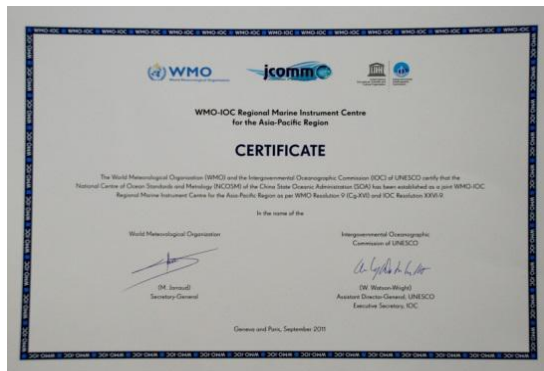 WMO
jcomm
WMO-IOC Regional Marine Instrument Centre
for the Asia-Pacific Region
CERTIFICATE
The World Meteorological Organization (WMO) and the Intergovernmental Oceanographic Commission (IOC) of UNESCO certify that the
National Centre of Ocean Standards and Metrology (NCOSM) of the China State Oceanic Administration (SOA) has been established as a joint WMO-IOC
Regional Marine Instrument Centre for the Asia-Pacific Region as per WMO Resolution 9 (Cg-XVI) and IOC Resolution XXVI-9.
In the name of the
World Meteorological Organization
Intergovernmental Oceanographic
Commission of UNESCO
(M. Jarraud)
Secretary-General
(W. Watson-Wright)
Assistant Director-General, UNESCO
Executive Secretary, IOC
Geneva and Paris, September 2011